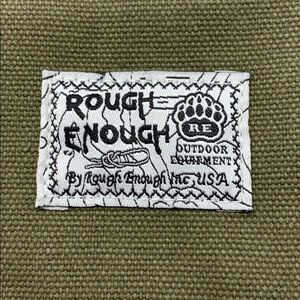 ROUGH
ENOUGH
RE
OUTDOOR
EQUIPMENT
By Rough Enough Inc, USA